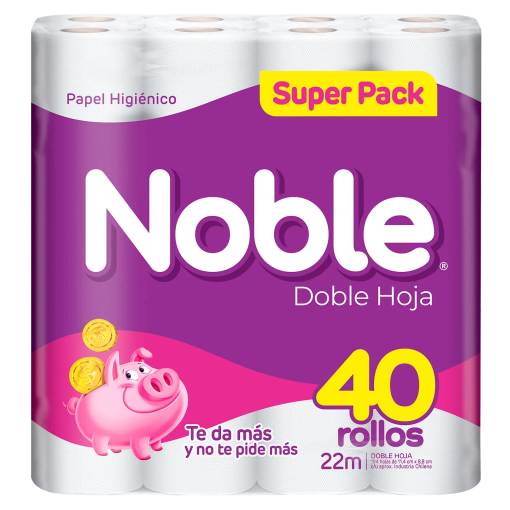 Papel Higiénico
Super Pack
Noble®
Doble Hoja
40
rollos
Te da más
y no te pide más
22m
DOBLE HOJA
c/u aprox. Industria Chilena